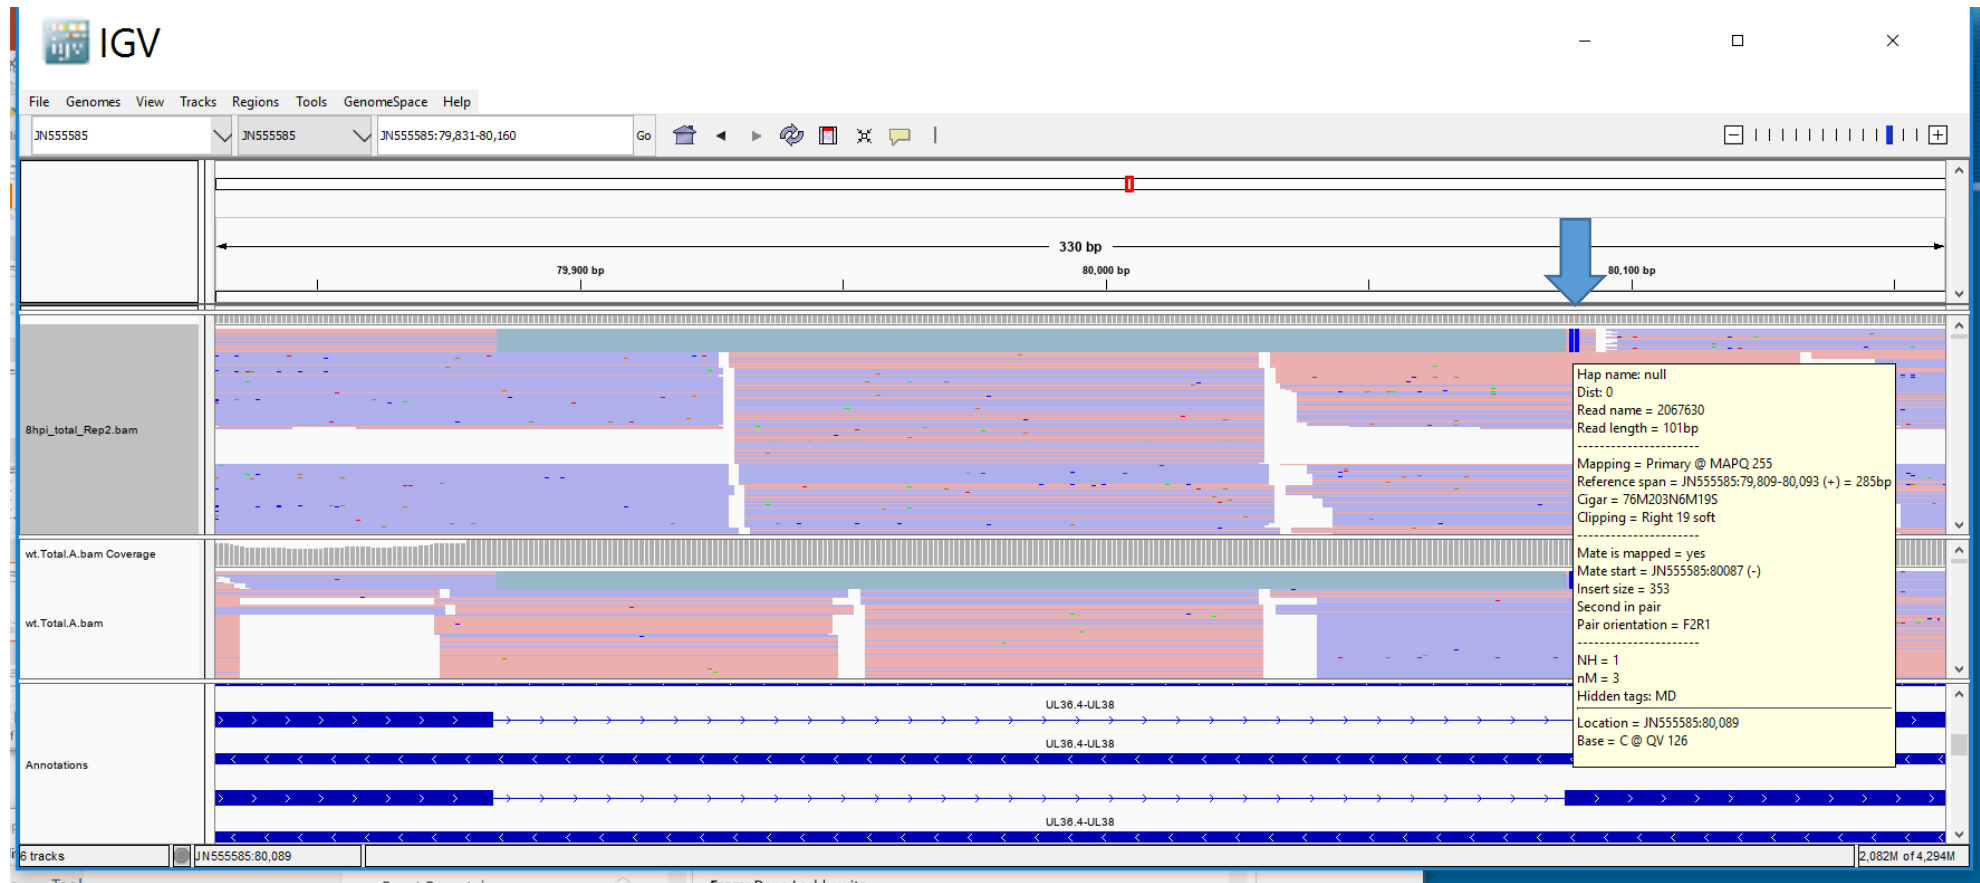 IGV
File Genomes View Tracks Regions Tools GenomeSpace Help
JN555585 JN555585 JN555585:79,831-80,160 Go
330 bp
79,900 bp 80,000 bp 80,100 bp
8hpi_total_Rep2.bam
Hap name: null
Dist: 0
Read name = 2067630
Read length = 101bp
----------------------
Mapping = Primary @ MAPQ 255
Reference span = JN555585:79,809-80,093 (+) = 285bp
Cigar = 76M203N6M19S
Clipping = Right 19 soft
----------------------
Mate is mapped = yes
Mate start = JN555585:80087 (-)
Insert size = 353
Second in pair
Pair orientation = F2R1
----------------------
NH = 1
nM = 3
Hidden tags: MD
Location = JN555585:80,089
Base = C @ QV 126
wt.Total.A.bam Coverage
wt.Total.A.bam
Annotations
UL36.4-UL38
UL36.4-UL38
UL36.4-UL38
6 tracks JN555585:80,089 2,082M of 4,294M